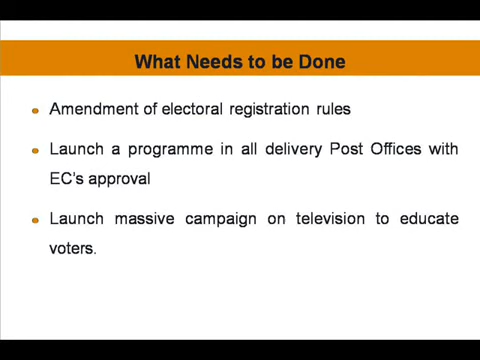 What Needs to be Done
Amendment of electoral registration rules
Launch a programme in all delivery Post Offices with
EC's approval
Launch massive campaign on television to educate
voters.